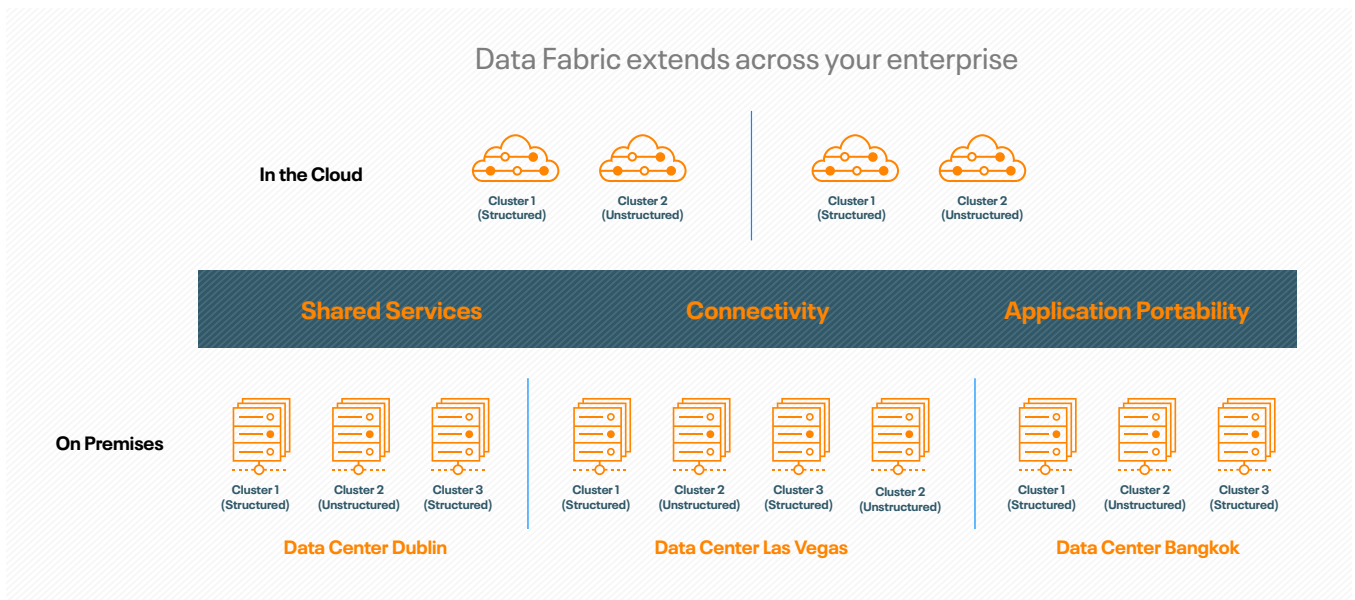 Data Fabric extends across your enterprise
In the Cloud
Cluster 1
(Structured)
Cluster 2
(Unstructured)
Cluster 1
(Structured)
Cluster 2
(Unstructured)
Shared Services
Connectivity
Application Portability
On Premises
Cluster 1
(Structured)
Cluster 2
(Unstructured)
Cluster 3
(Structured)
Cluster 1
(Structured)
Cluster 2
(Unstructured)
Cluster 3
(Structured)
Cluster 2
(Unstructured)
Cluster 1
(Structured)
Cluster 2
(Unstructured)
Cluster 3
(Structured)
Data Center Dublin
Data Center Las Vegas
Data Center Bangkok